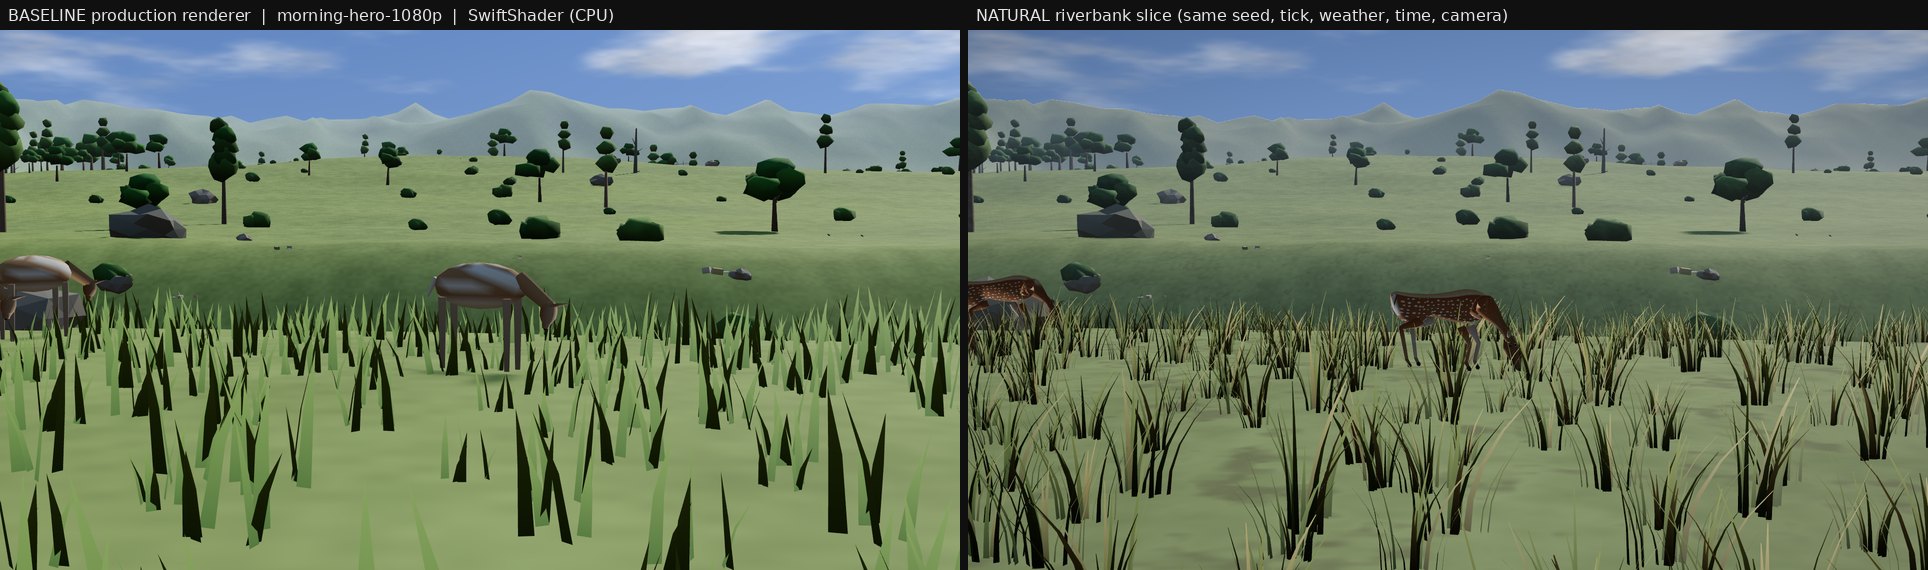 BASELINE production renderer | morning-hero-1080p | SwiftShader (CPU)
NATURAL riverbank slice (same seed, tick, weather, time, camera)